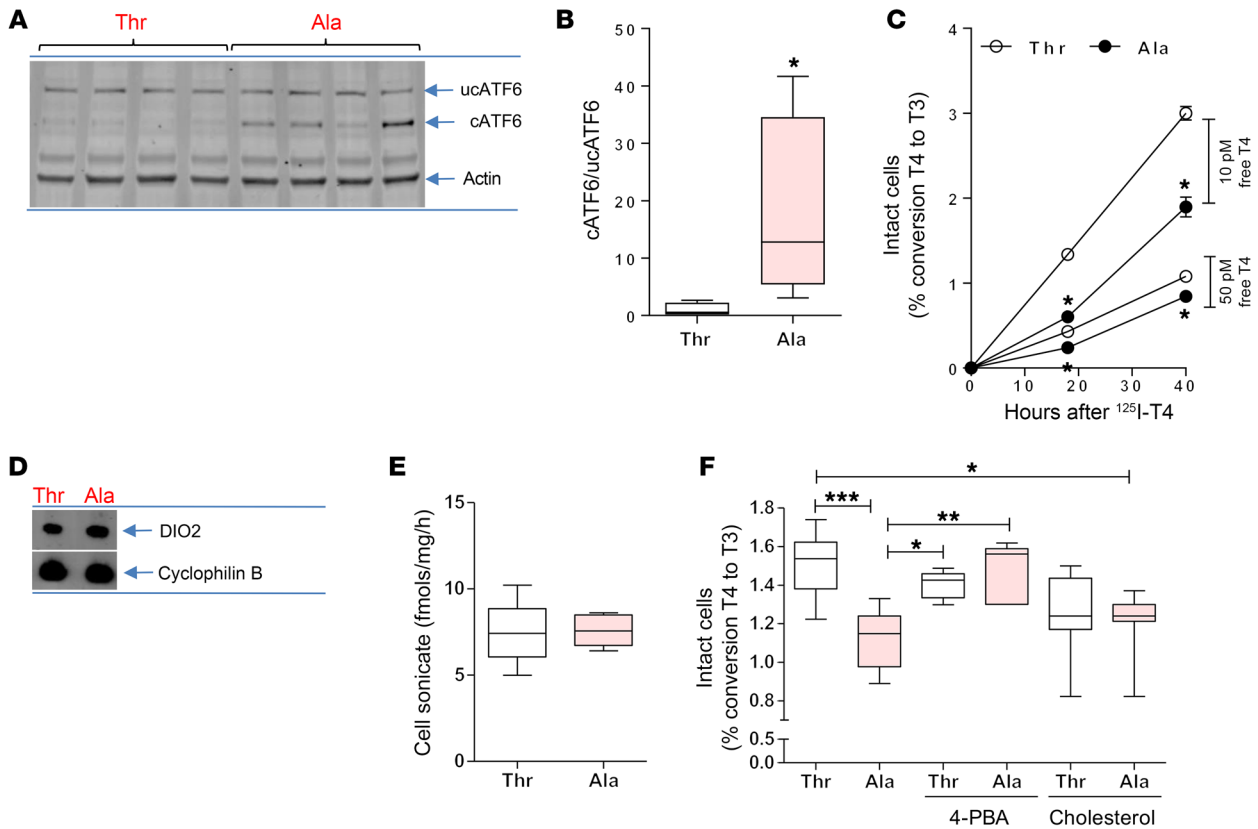 A
Thr
Ala
ucATF6
cATF6
Actin
B
50
40
30
20
10
0
cATF6/ucATF6
*
Thr
Ala
C
Thr
Ala
4
3
2
1
0
Intact cells
(% conversion T4 to T3)
*
*
*
*
10 pM
free T4
50 pM
free T4
0
10
20
30
40
Hours after ¹²⁵I-T4
D
Thr
Ala
DIO2
Cyclophilin B
E
15
10
5
0
Cell sonicate (fmols/mg/h)
Thr
Ala
F
*
***
**
*
1.8
1.6
1.4
1.2
1.0
0.8
0.5
0.0
Intact cells
(% conversion T4 to T3)
Thr
Ala
Thr
Ala
Thr
Ala
4-PBA
Cholesterol